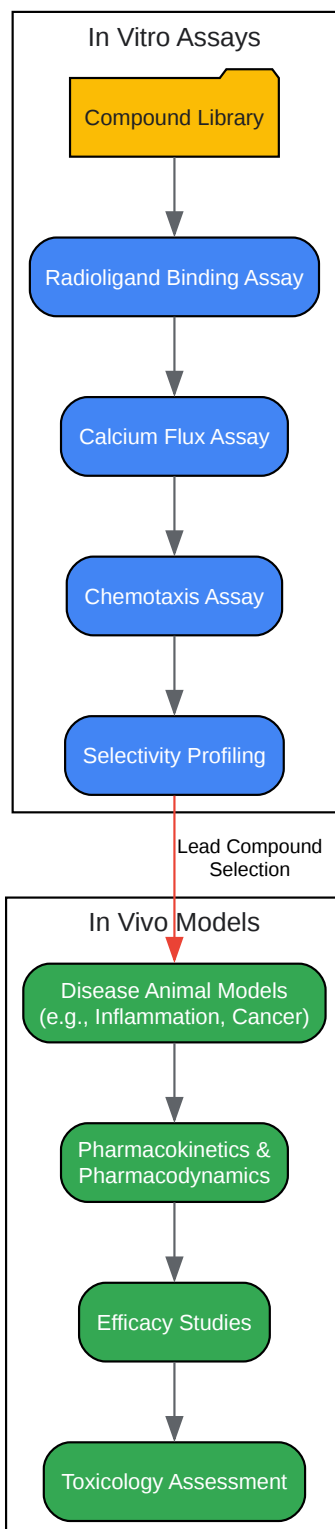 In Vitro Assays
Compound Library
Radioligand Binding Assay
Calcium Flux Assay
Chemotaxis Assay
Selectivity Profiling
Lead Compound
Selection
In Vivo Models
Disease Animal Models
(e.g., Inflammation, Cancer)
Pharmacokinetics &
Pharmacodynamics
Efficacy Studies
Toxicology Assessment